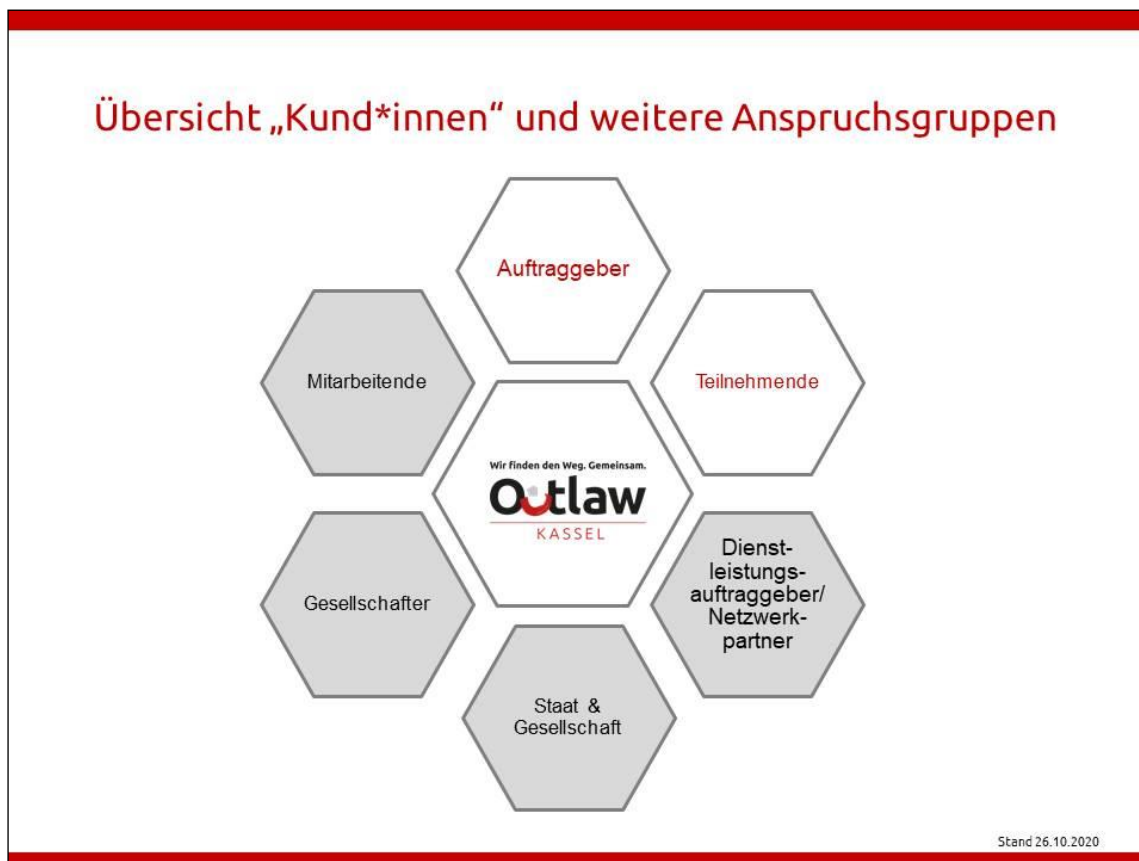 Übersicht „Kund*innen“ und weitere Anspruchsgruppen
Auftraggeber
Mitarbeitende
Teilnehmende
Wir finden den Weg. Gemeinsam.
Outlaw
KASSEL
Gesellschafter
Dienst-
leistungs-
auftraggeber/
Netzwerk-
partner
Staat & 
Gesellschaft
Stand 26.10.2020